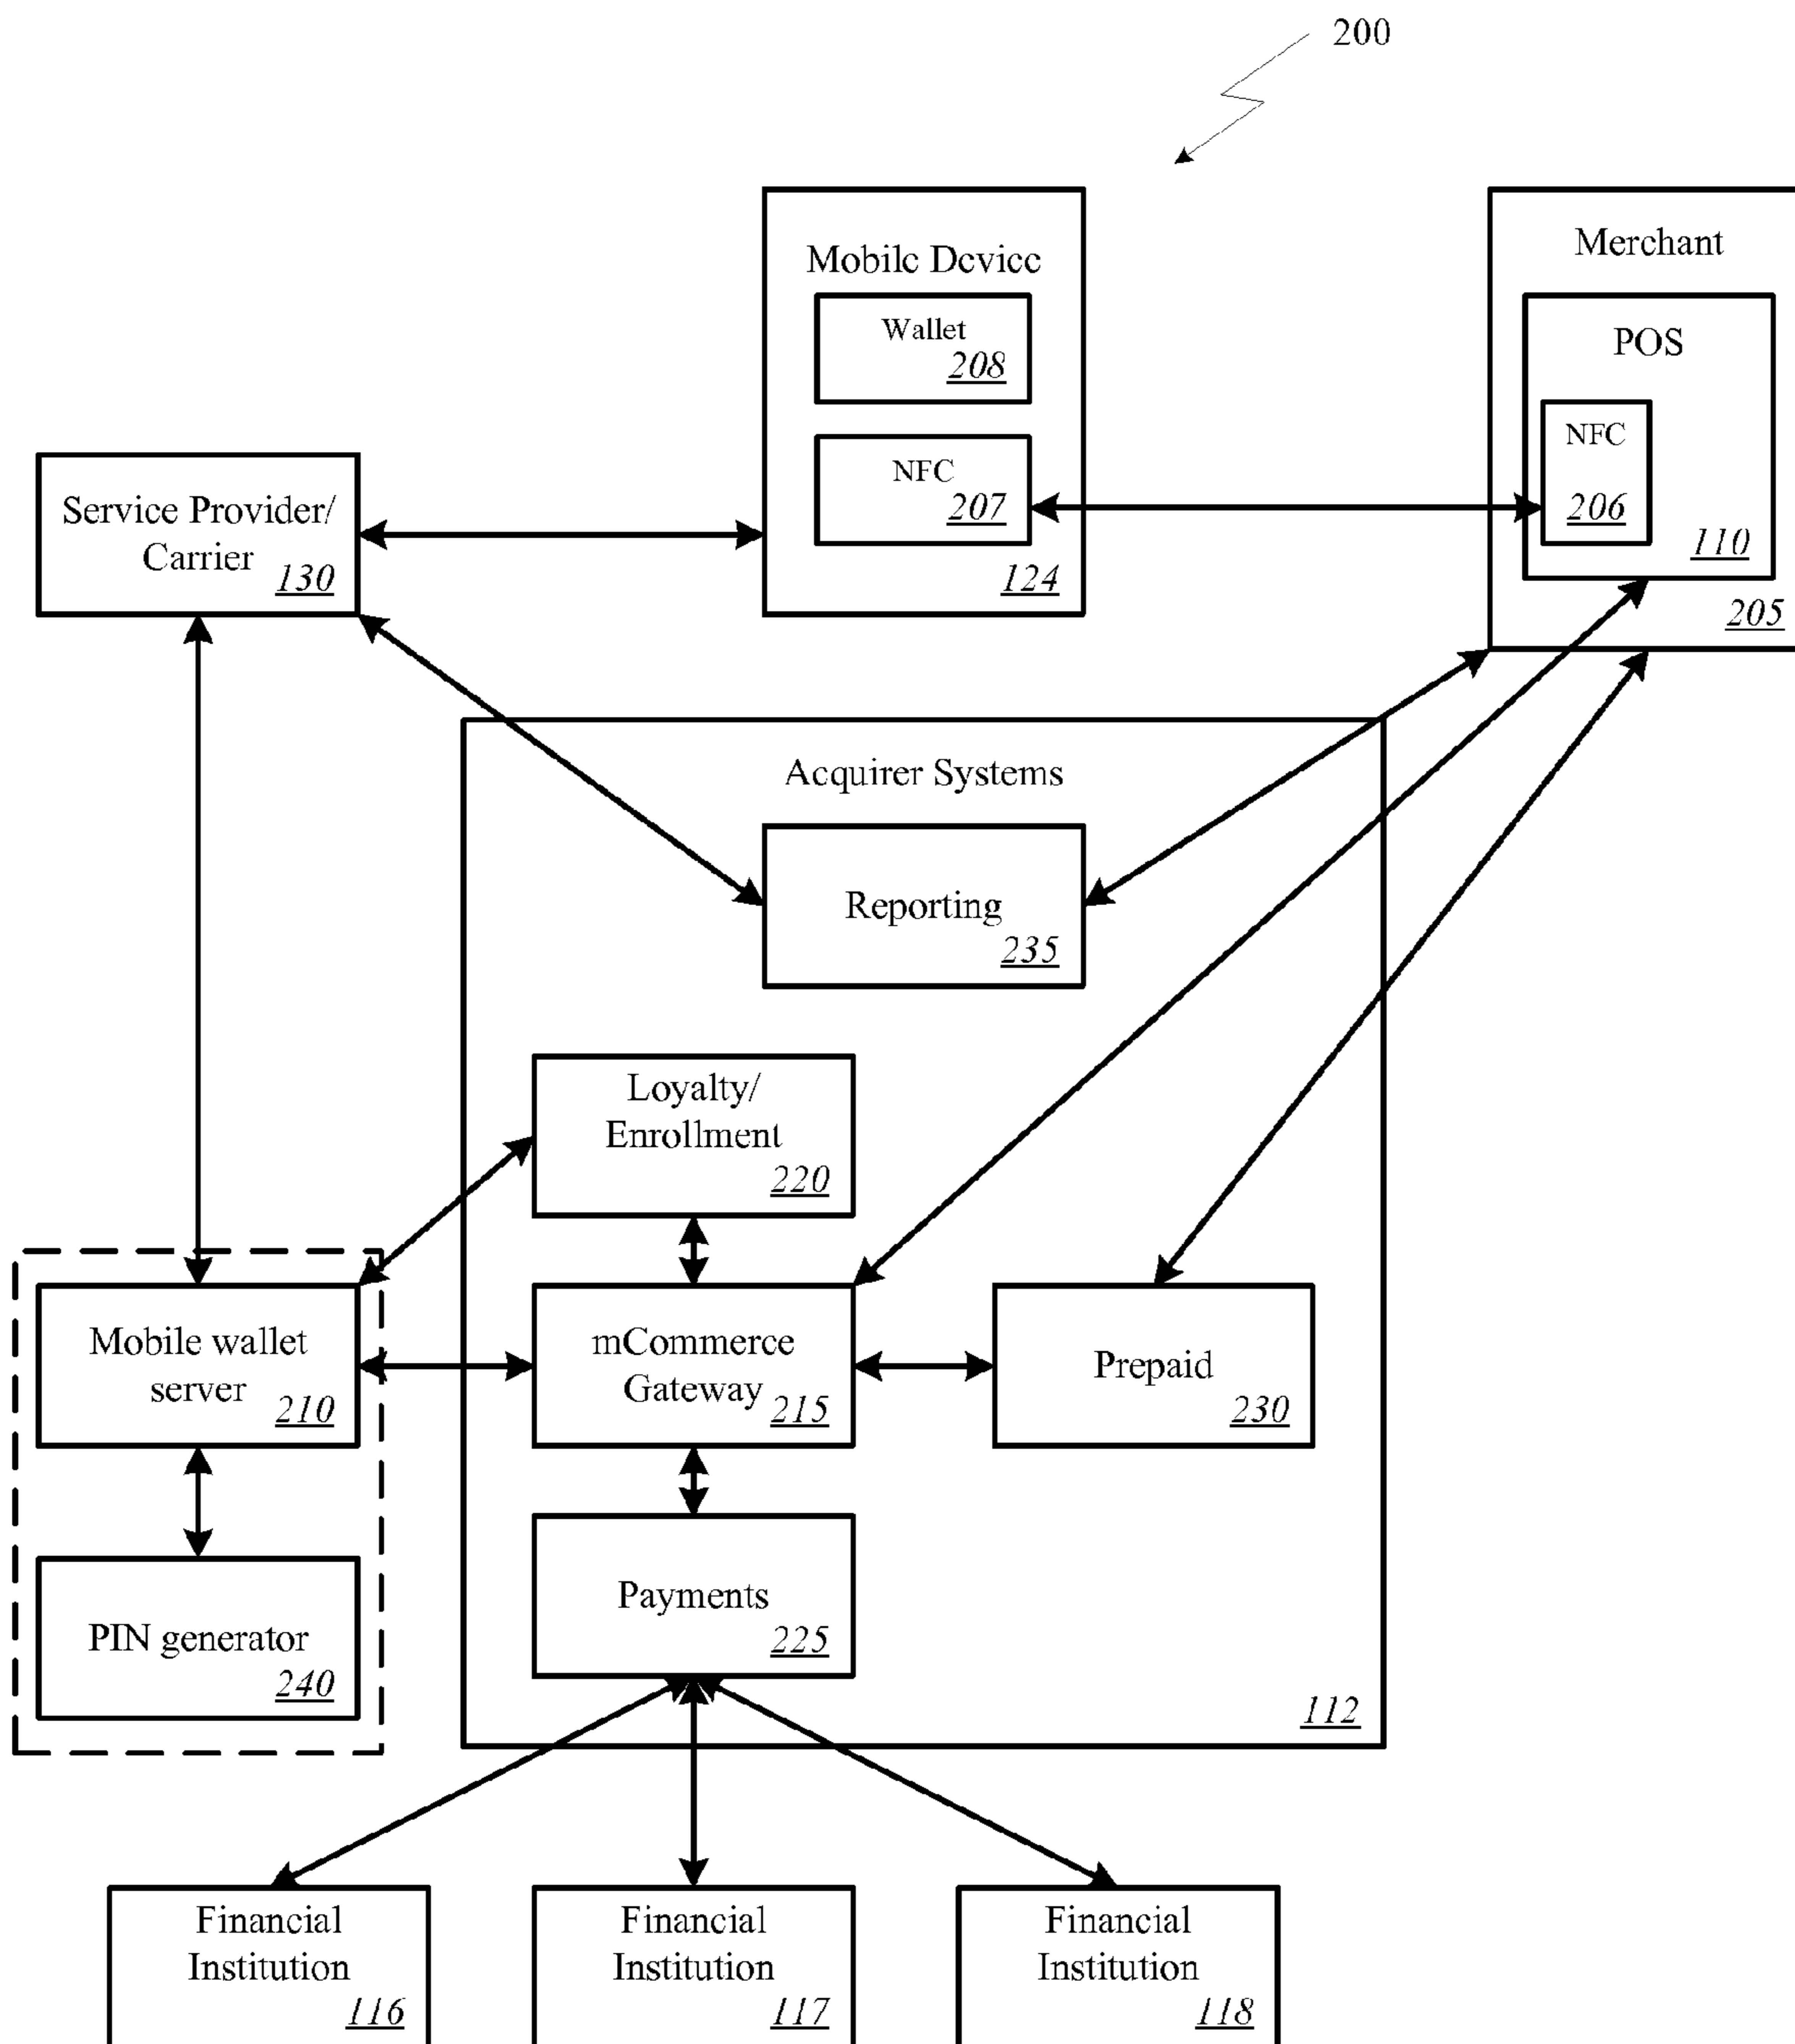 200
Mobile Device
Wallet
208
NFC
207
124
Merchant
POS
NFC
206
110
205
Service Provider/
Carrier
130
Acquirer Systems
Reporting
235
Loyalty/
Enrollment
220
Mobile wallet
server
210
mCommerce
Gateway
215
Prepaid
230
PIN generator
240
Payments
225
112
Financial
Institution
116
Financial
Institution
117
Financial
Institution
118